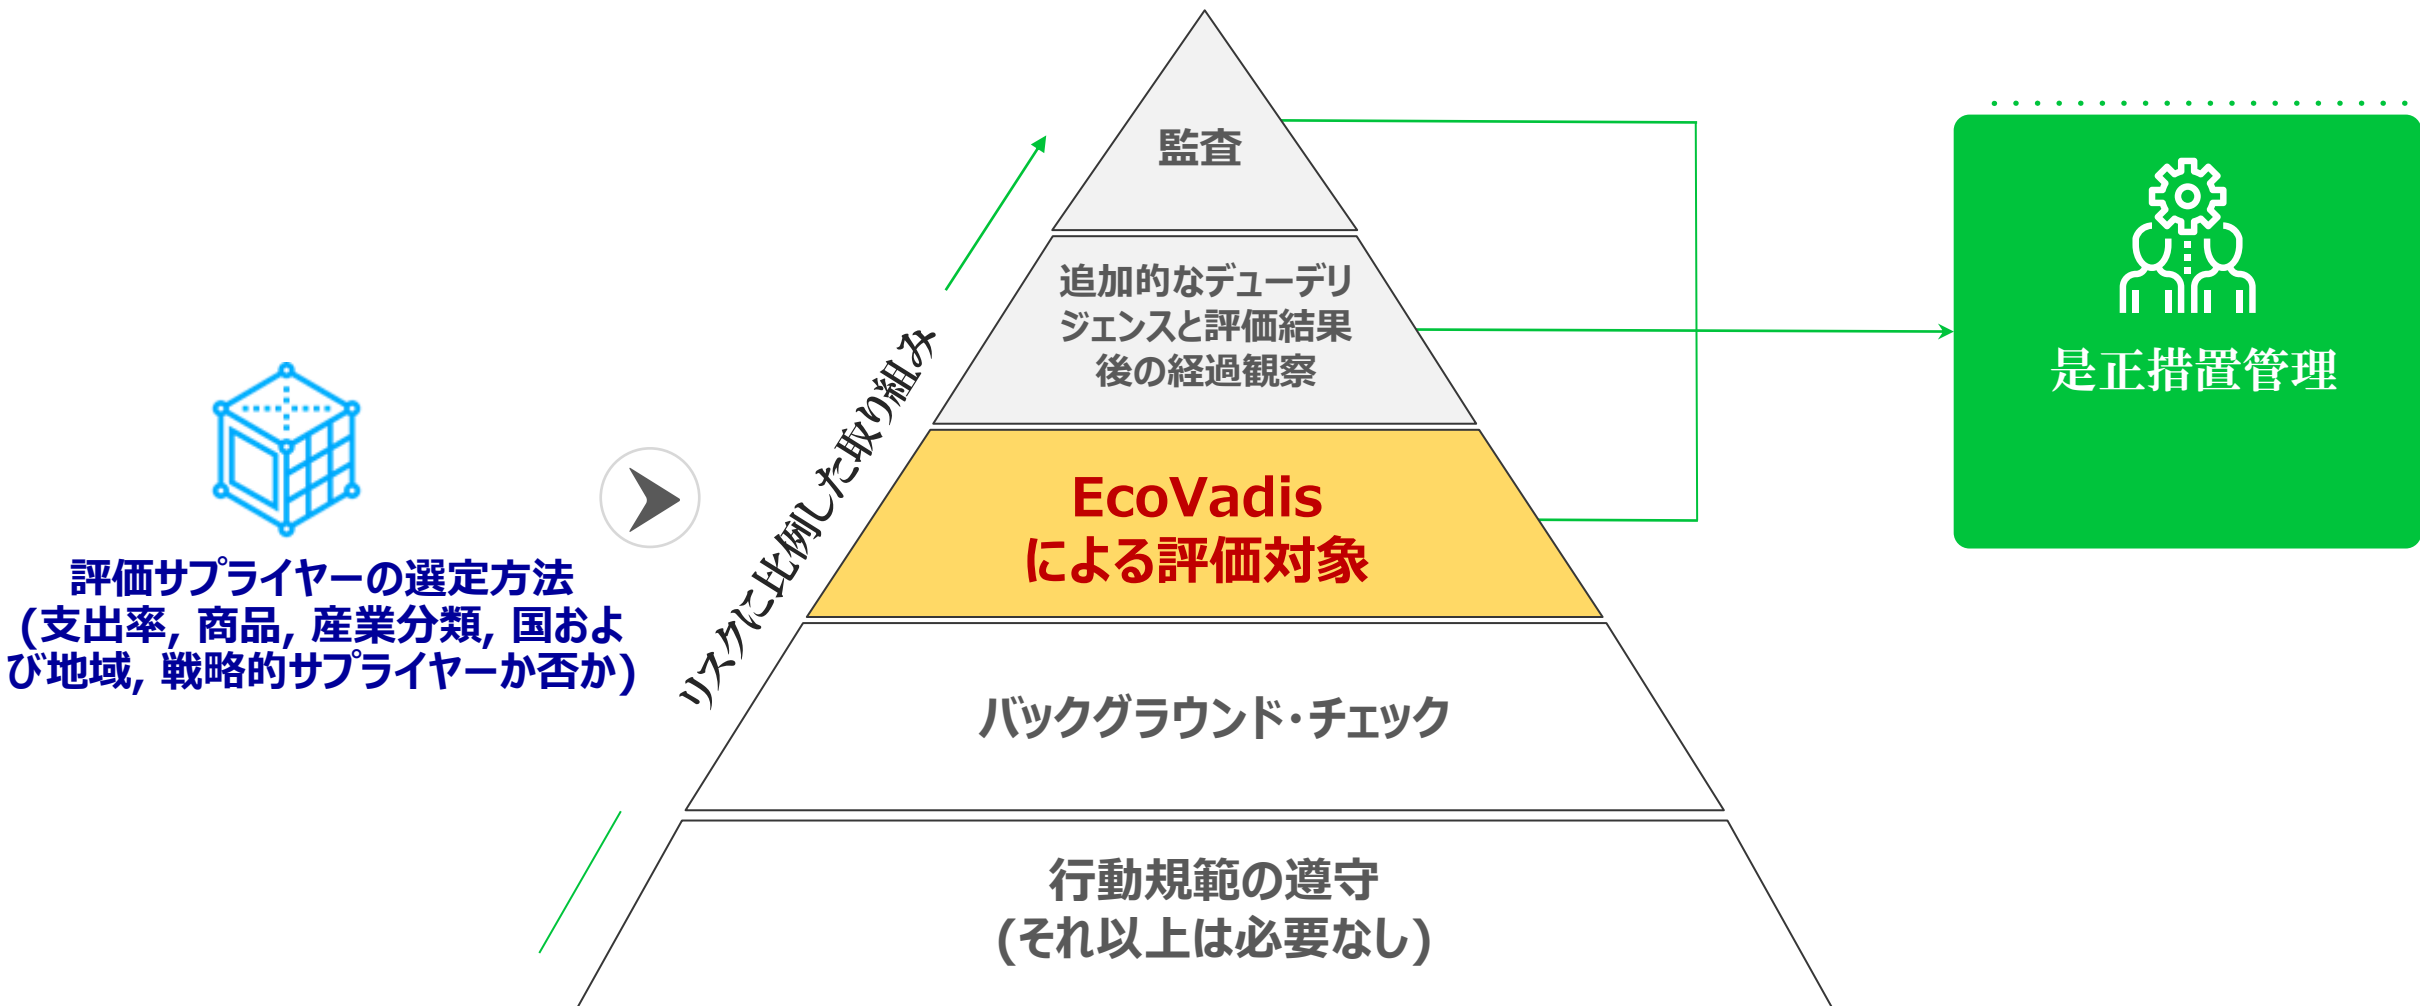 評価サプライヤーの選定方法
(支出率, 商品, 産業分類, 国およ
び地域, 戦略的サプライヤーか否か)
リスクに比例した取り組み
監査
追加的なデューデリ
ジェンスと評価結果
後の経過観察
EcoVadis
による評価対象
バックグラウンド・チェック
行動規範の遵守
(それ以上は必要なし)
是正措置管理